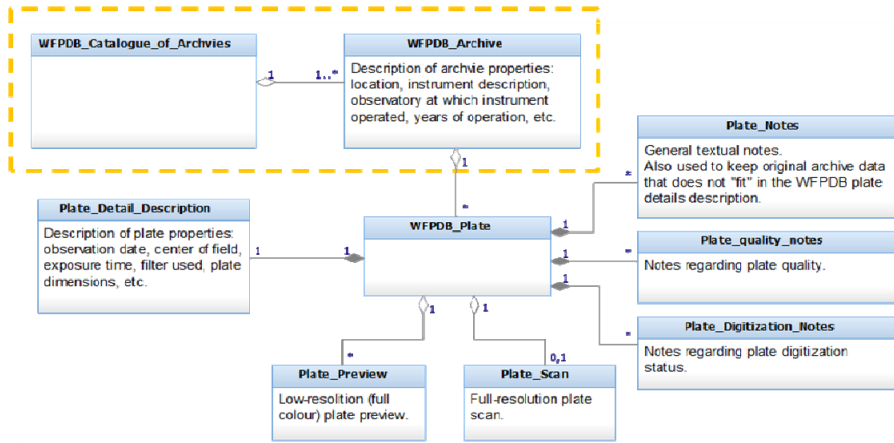 WFPDB_Catalogue_of_Archvies
WFPDB_Archive
Description of archvie properties:
location, instrument description,
observatory at which instrument
operated, years of operation, etc.
1
1..*
1
*
Plate_Notes
General textual notes.
Also used to keep original archive data
that does not "fit" in the WFPDB plate
details description.
*
1
Plate_Detail_Description
Description of plate properties:
observation date, center of field,
exposure time, filter used, plate
dimensions, etc.
1
1
WFPDB_Plate
1
*
Plate_quality_notes
Notes regarding plate quality.
1
*
Plate_Digitization_Notes
Notes regarding plate digitization
status.
1
1
*
0,1
Plate_Preview
Low-resolition (full
colour) plate preview.
Plate_Scan
Full-resolution plate
scan.